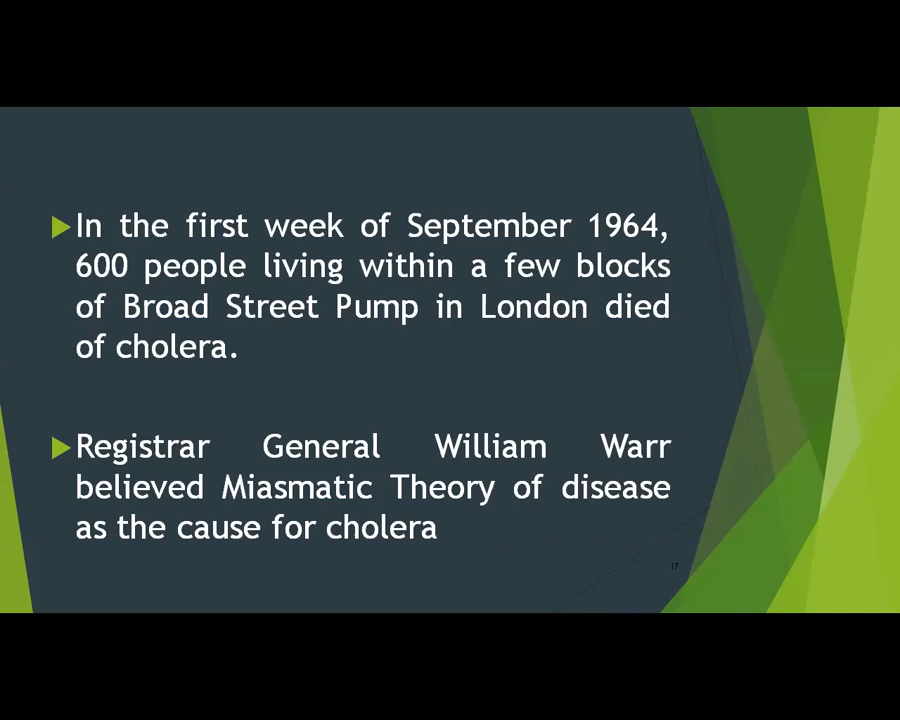 In the first week of September 1964,
600 people living within a few blocks
of Broad Street Pump in London died
of cholera.
Registrar General William Warr
believed Miasmatic Theory of disease
as the cause for cholera
17